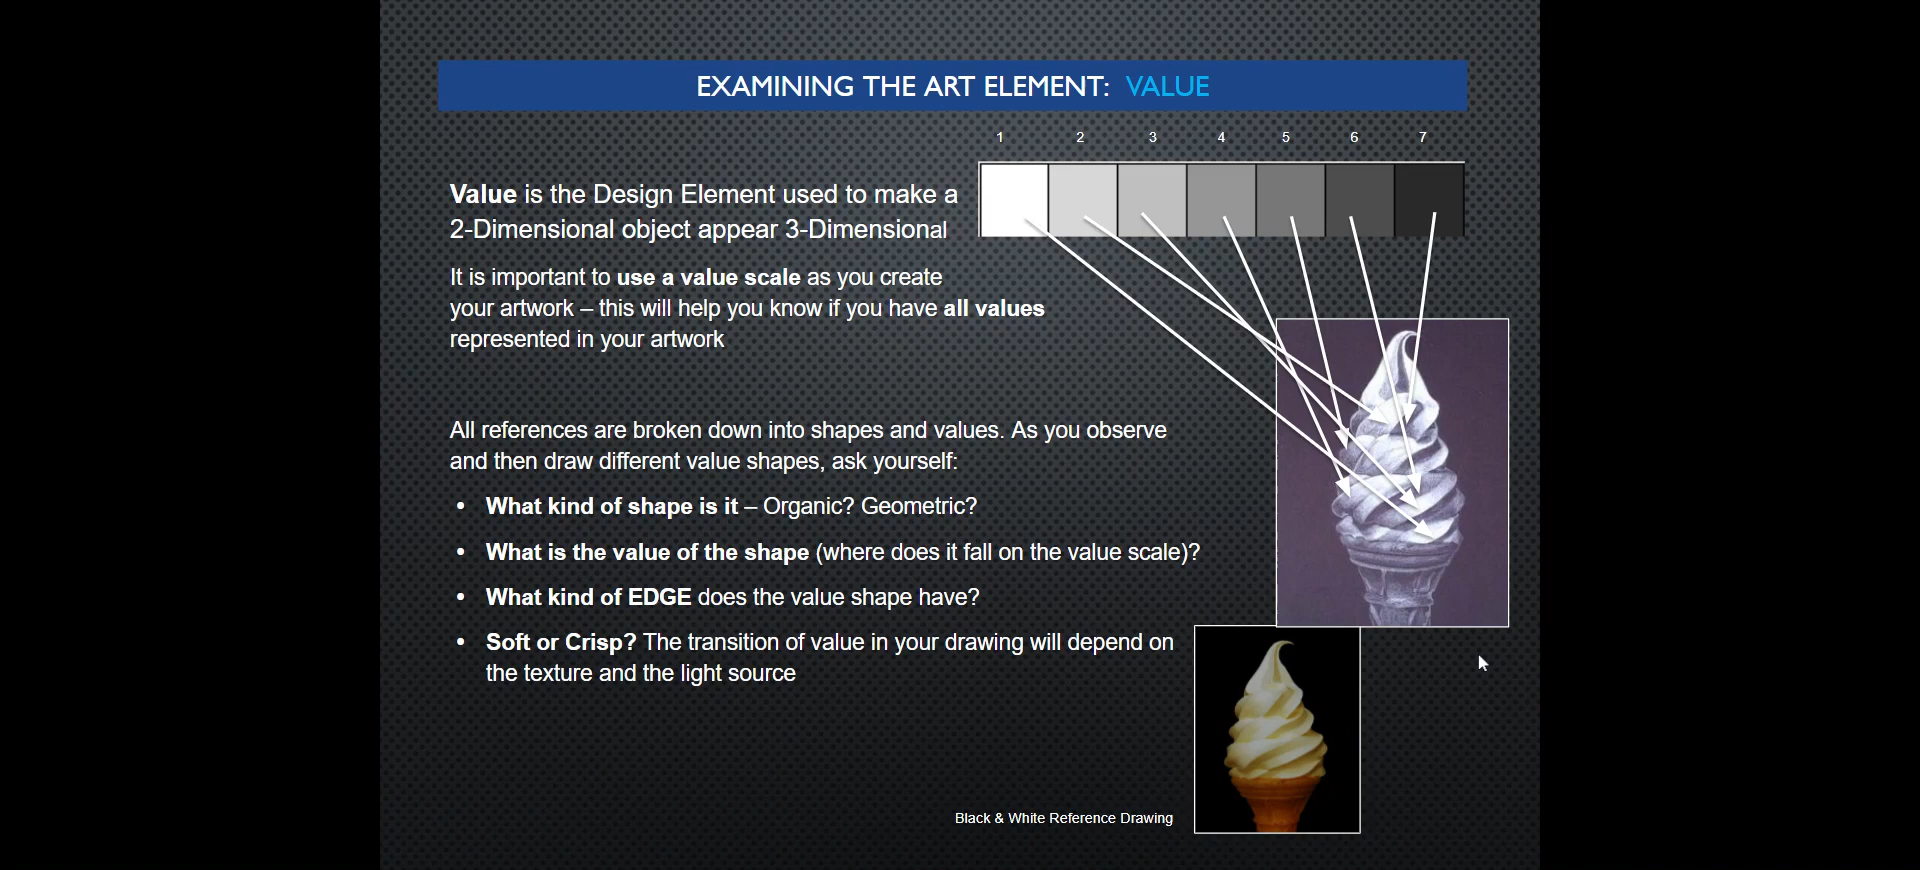 EXAMINING THE ART ELEMENT: VALUE
1 2 3 4 5 6 7
Value is the Design Element used to make a
2-Dimensional object appear 3-Dimensional
It is important to use a value scale as you create
your artwork – this will help you know if you have all values
represented in your artwork
All references are broken down into shapes and values. As you observe
and then draw different value shapes, ask yourself:
• What kind of shape is it – Organic? Geometric?
• What is the value of the shape (where does it fall on the value scale)?
• What kind of EDGE does the value shape have?
• Soft or Crisp? The transition of value in your drawing will depend on
the texture and the light source
Black & White Reference Drawing